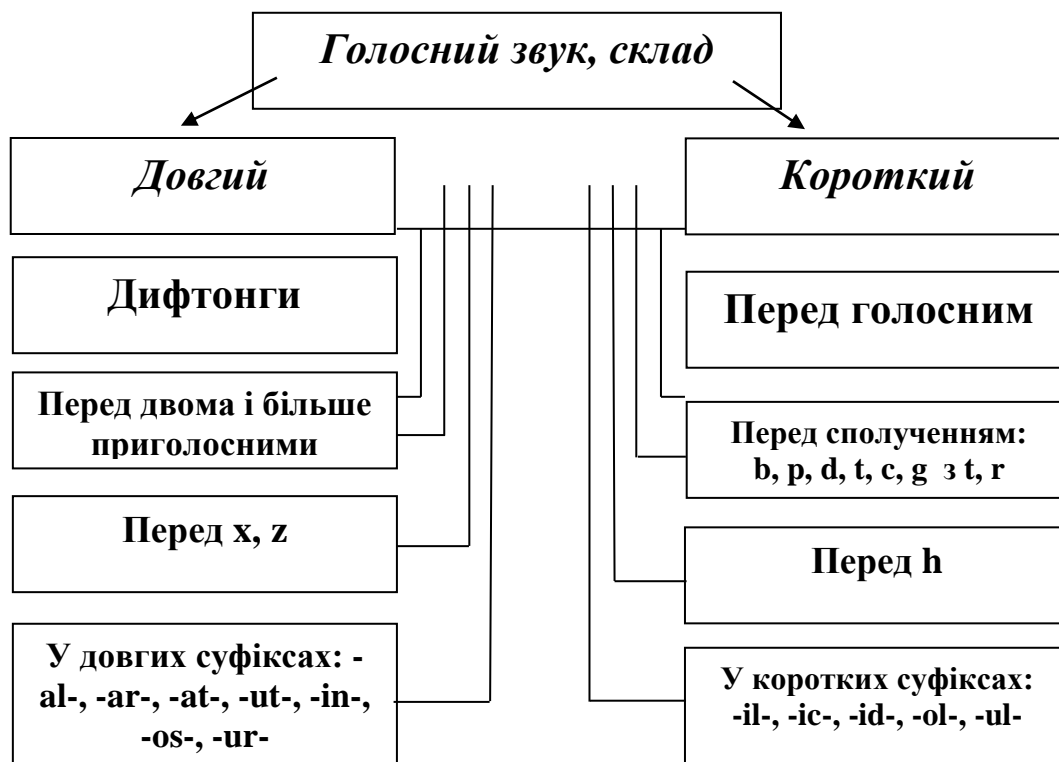 Голосний звук, склад
Довгий
Короткий
Дифтонги
Перед голосним
Перед двома і більше
приголосними
Перед сполученням:
b, p, d, t, c, g з t, r
Перед x, z
Перед h
У довгих суфіксах: -
al-, -ar-, -at-, -ut-, -in-,
-os-, -ur-
У коротких суфіксах:
-il-, -ic-, -id-, -ol-, -ul-